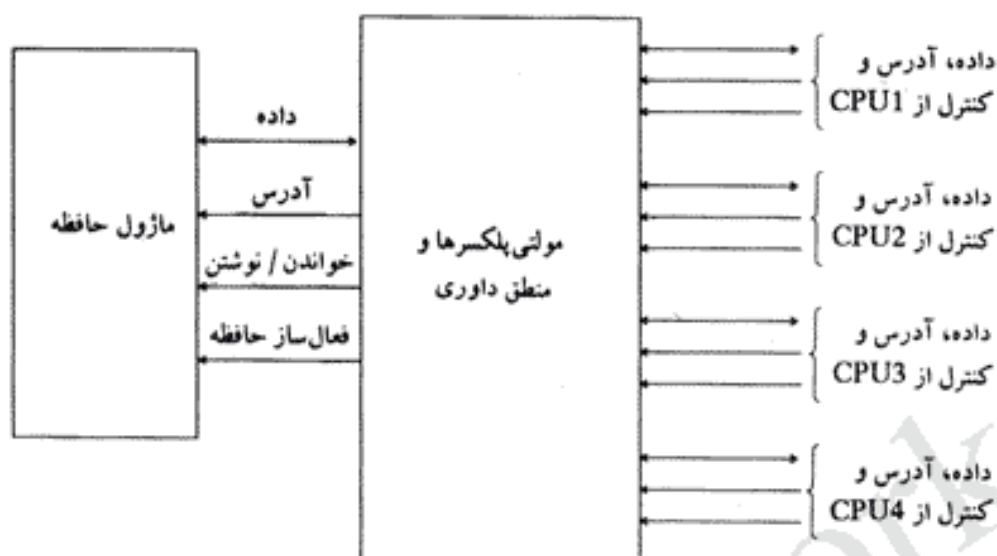 داده، آدرس و
کنترل از CPU1
داده، آدرس و
کنترل از CPU2
داده، آدرس و
کنترل از CPU3
داده، آدرس و
کنترل از CPU4
مولتی‌پلکسرها و
منطق داوری
داده
آدرس
خواندن / نوشتن
فعال‌ساز حافظه
ماژول حافظه